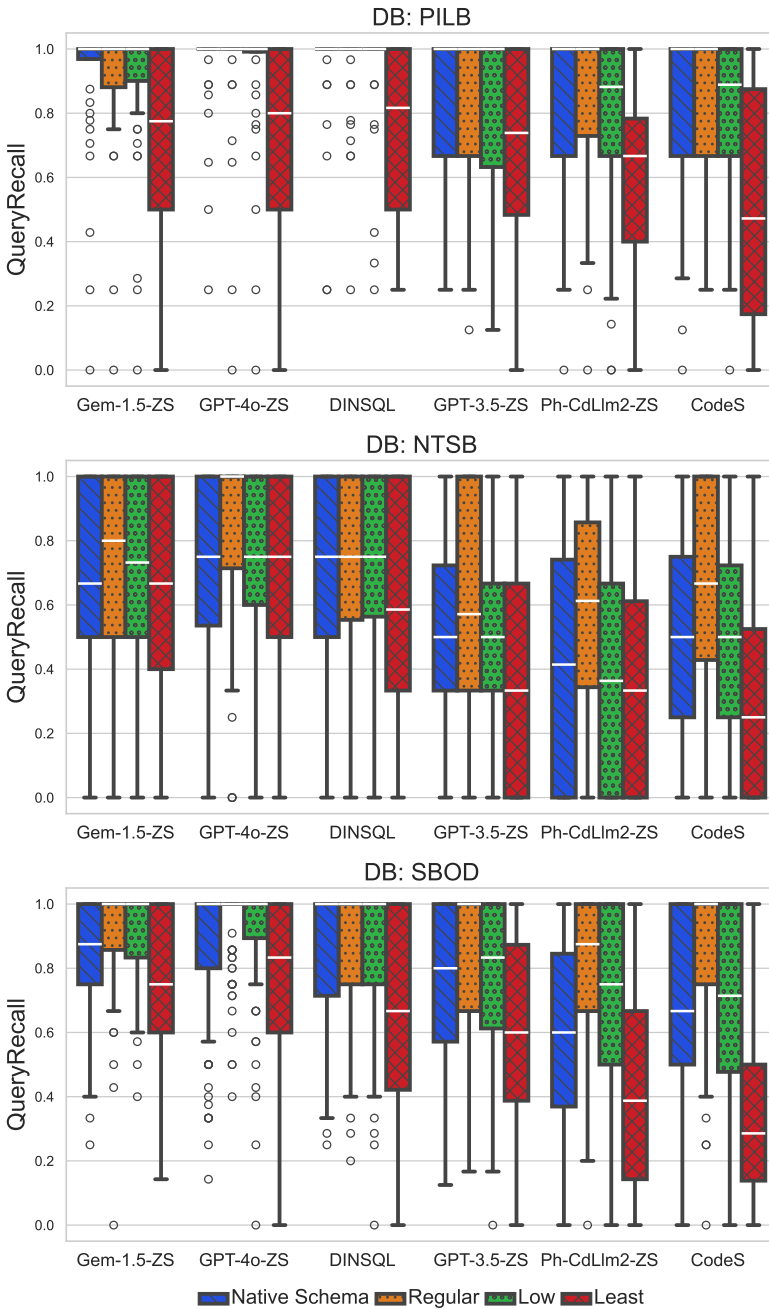 DB: PILB
QueryRecall
1.0
0.8
0.6
0.4
0.2
0.0
Gem-1.5-ZS GPT-4o-ZS DINSQL GPT-3.5-ZS Ph-CdLlm2-ZS CodeS
DB: NTSB
QueryRecall
1.0
0.8
0.6
0.4
0.2
0.0
Gem-1.5-ZS GPT-4o-ZS DINSQL GPT-3.5-ZS Ph-CdLlm2-ZS CodeS
DB: SBOD
QueryRecall
1.0
0.8
0.6
0.4
0.2
0.0
Gem-1.5-ZS GPT-4o-ZS DINSQL GPT-3.5-ZS Ph-CdLlm2-ZS CodeS
Native Schema Regular Low Least